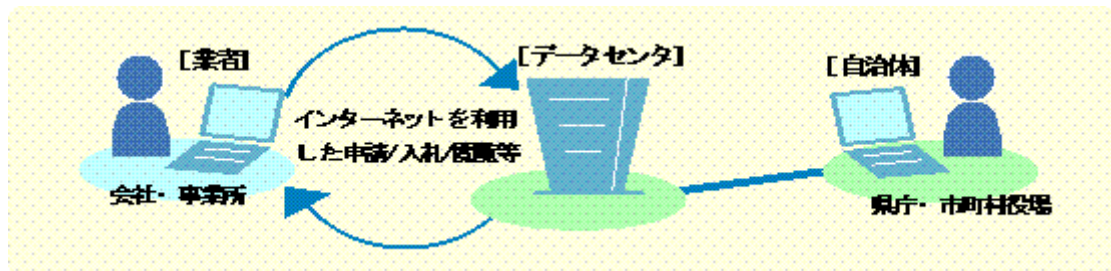 [業者]
[データセンタ]
[自治体]
インターネットを利用
した申請/入札/閲覧等
会社・事業所
県庁・市町村役場